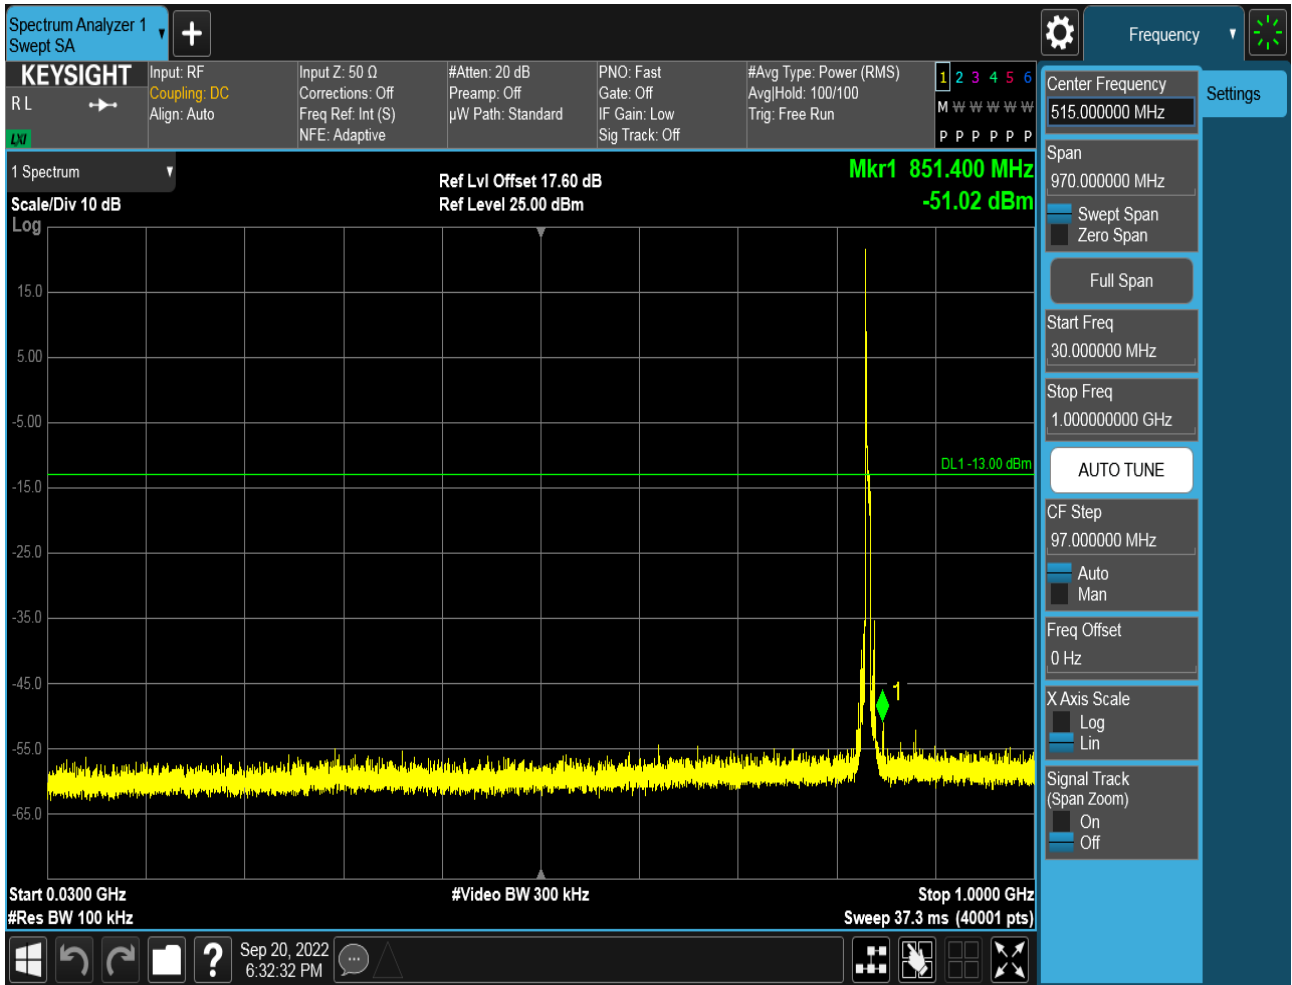 Spectrum Analyzer 1
Swept SA
Frequency
KEYSIGHT
R L
LXI
Input: RF
Coupling: DC
Align: Auto
Input Z: 50 Ω
Corrections: Off
Freq Ref: Int (S)
NFE: Adaptive
#Atten: 20 dB
Preamp: Off
µW Path: Standard
PNO: Fast
Gate: Off
IF Gain: Low
Sig Track: Off
#Avg Type: Power (RMS)
Avg|Hold: 100/100
Trig: Free Run
1 2 3 4 5 6
M W W W W W
P P P P P P
1 Spectrum
Scale/Div 10 dB
Log
Ref Lvl Offset 17.60 dB
Ref Level 25.00 dBm
Mkr1 851.400 MHz
-51.02 dBm
15.0
5.00
-5.00
-15.0
-25.0
-35.0
-45.0
-55.0
-65.0
DL1 -13.00 dBm
1
Start 0.0300 GHz
#Res BW 100 kHz
#Video BW 300 kHz
Stop 1.0000 GHz
Sweep 37.3 ms (40001 pts)
Center Frequency
515.000000 MHz
Span
970.000000 MHz
Swept Span
Zero Span
Full Span
Start Freq
30.000000 MHz
Stop Freq
1.000000000 GHz
AUTO TUNE
CF Step
97.000000 MHz
Auto
Man
Freq Offset
0 Hz
X Axis Scale
Log
Lin
Signal Track
(Span Zoom)
On
Off
Settings
?
Sep 20, 2022
6:32:32 PM